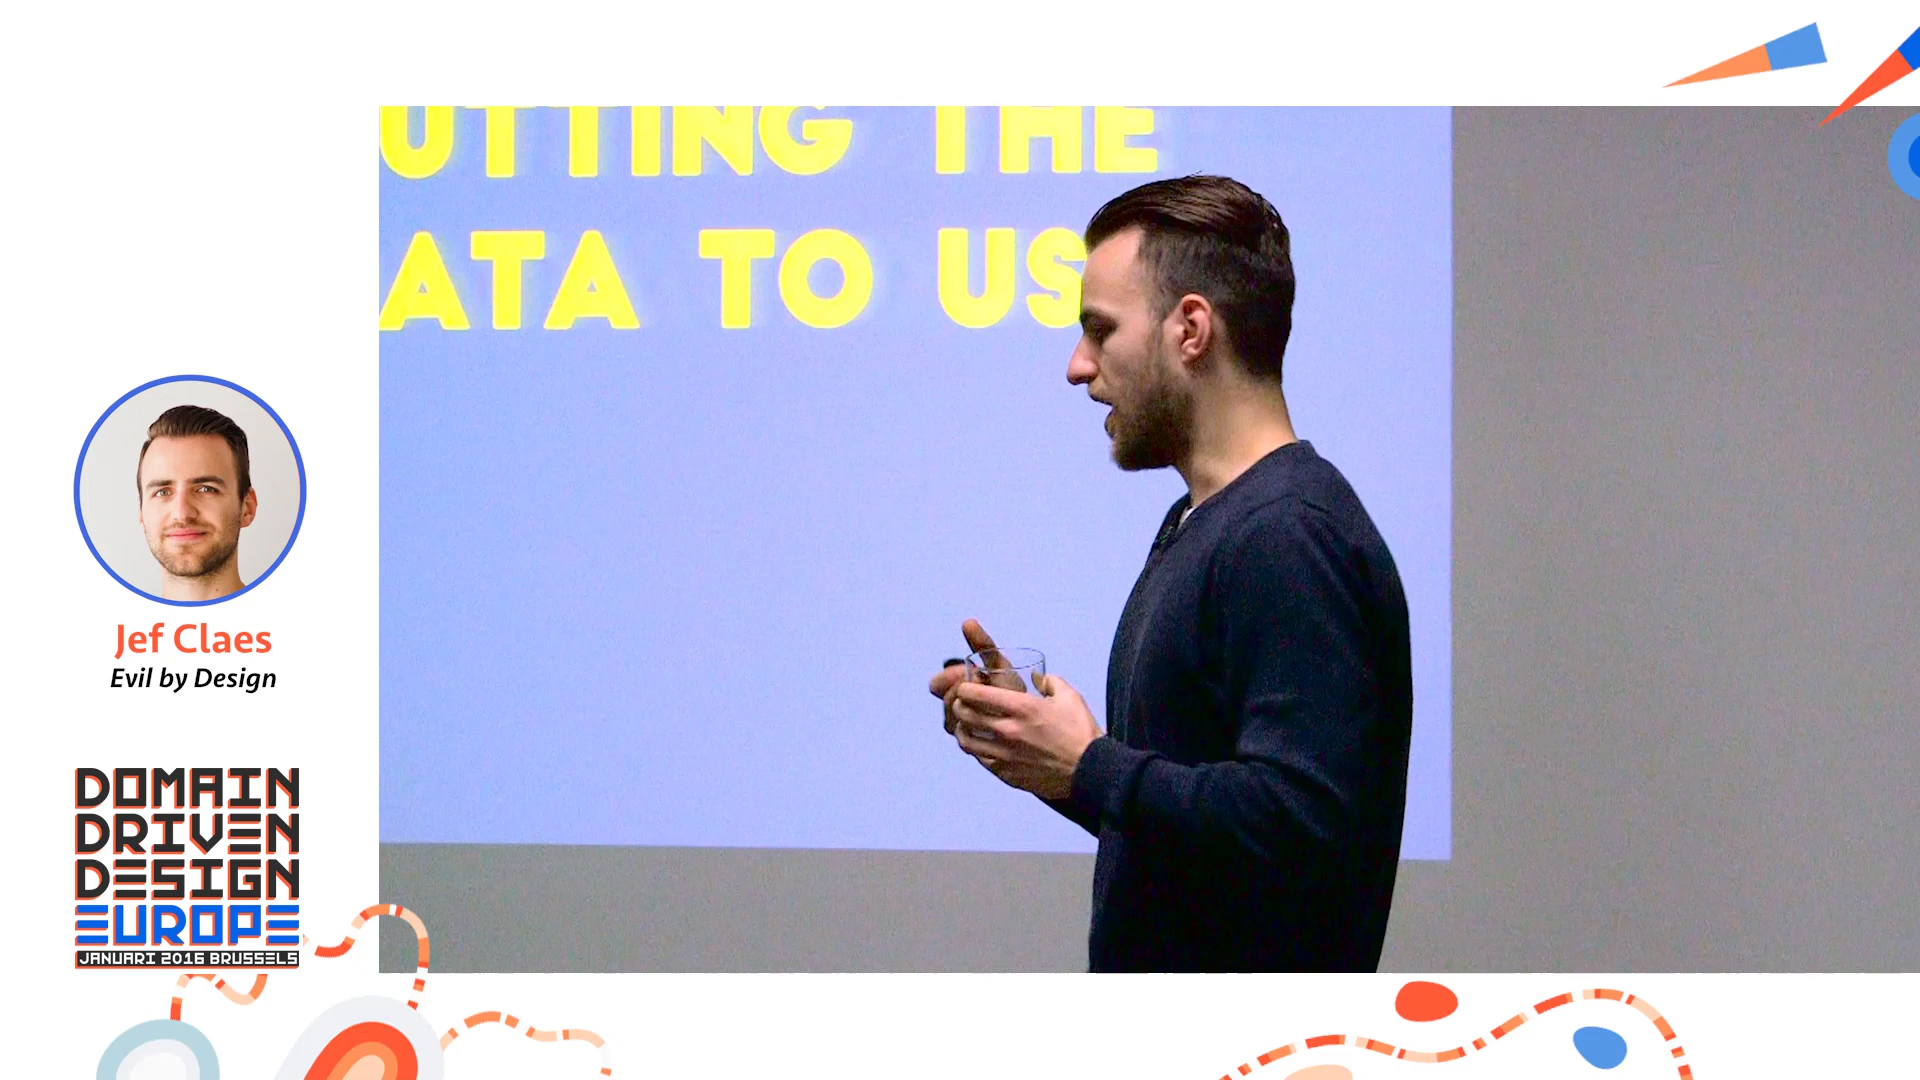 UTTING THE
ATA TO US
Jef Claes
Evil by Design
DOMAIN
DRIVEN
DESIGN
EUROPE
JANUARI 2016 BRUSSELS